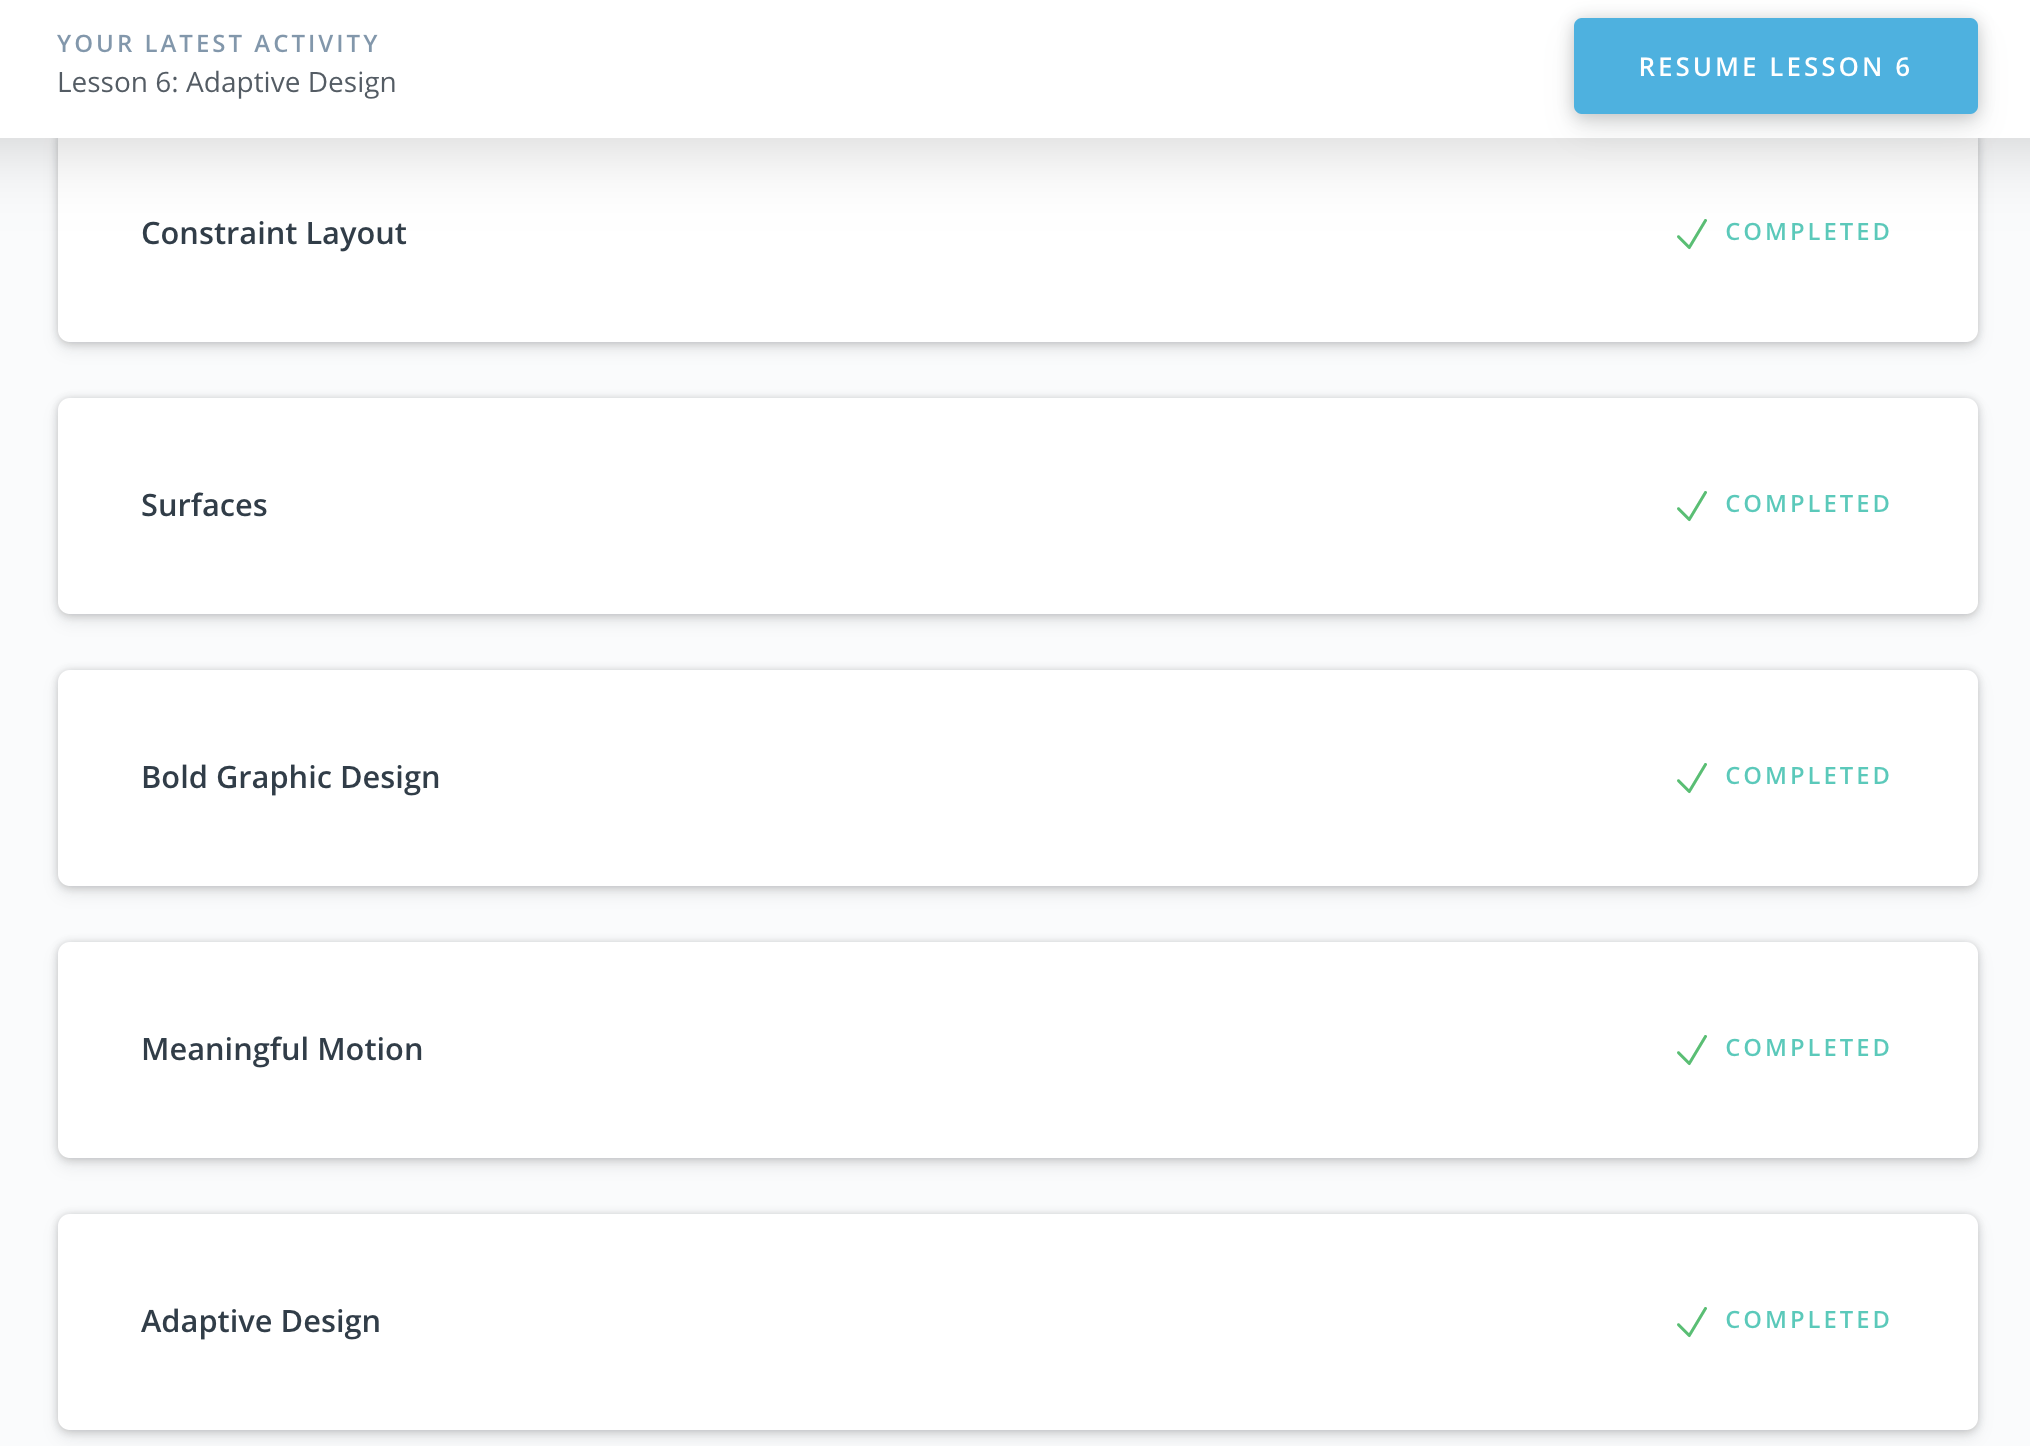 YOUR LATEST ACTIVITY
Lesson 6: Adaptive Design
RESUME LESSON 6
Constraint Layout
COMPLETED
Surfaces
COMPLETED
Bold Graphic Design
COMPLETED
Meaningful Motion
COMPLETED
Adaptive Design
COMPLETED